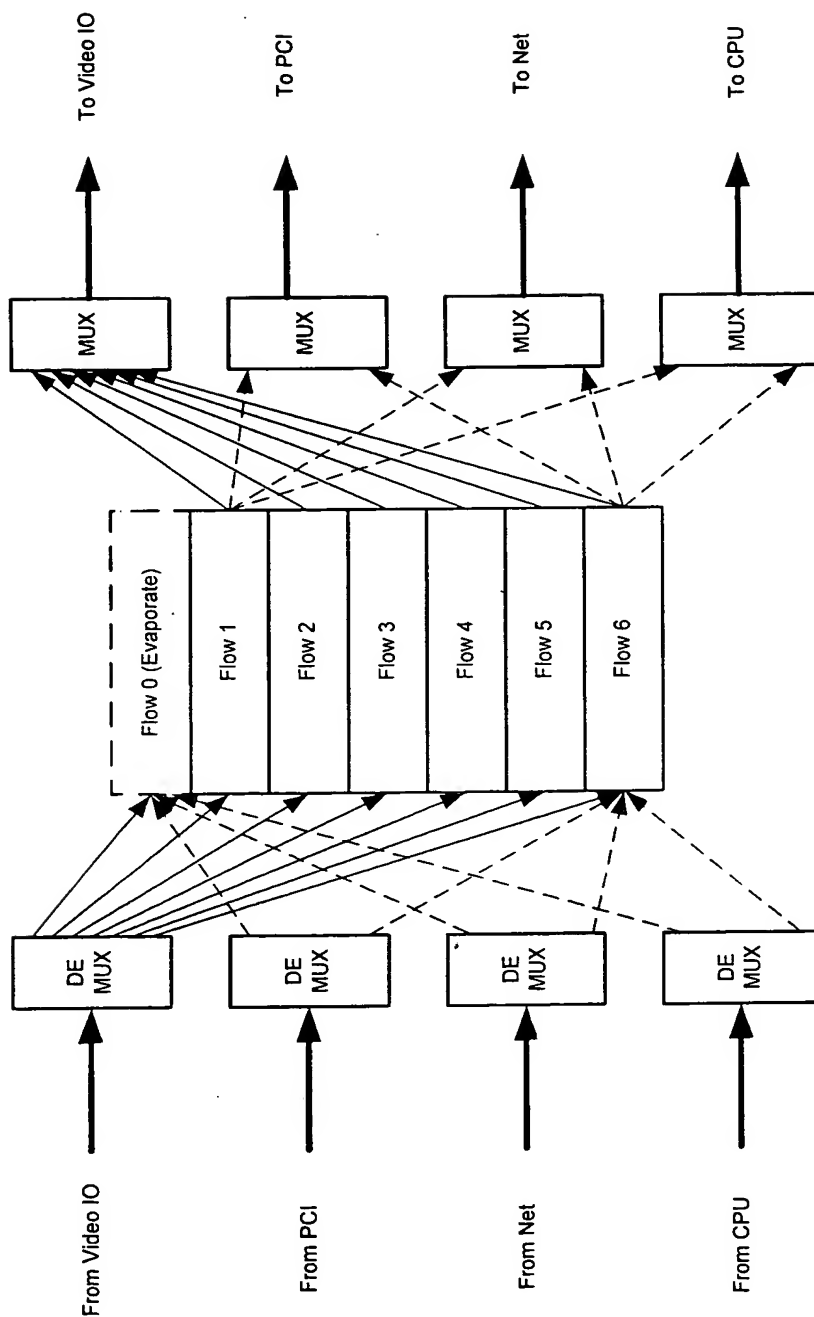 From Video IO
From PCI
From Net
From CPU
DE
MUX
DE
MUX
DE
MUX
DE
MUX
Flow 0 (Evaporate)
Flow 1
Flow 2
Flow 3
Flow 4
Flow 5
Flow 6
MUX
MUX
MUX
MUX
To Video IO
To PCI
To Net
To CPU